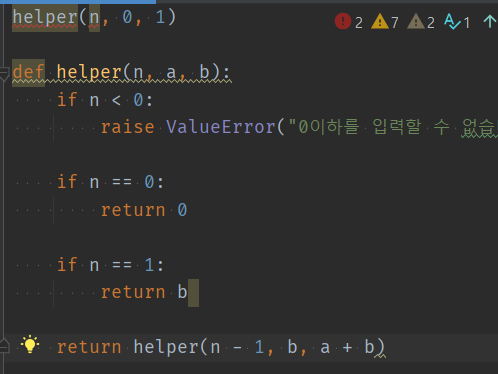 helper(n, 0, 1)
2 7 2 1
def helper(n, a, b):
if n < 0:
raise ValueError("0이하를 입력할 수 없습
if n == 0:
return 0
if n == 1:
return b
return helper(n - 1, b, a + b)